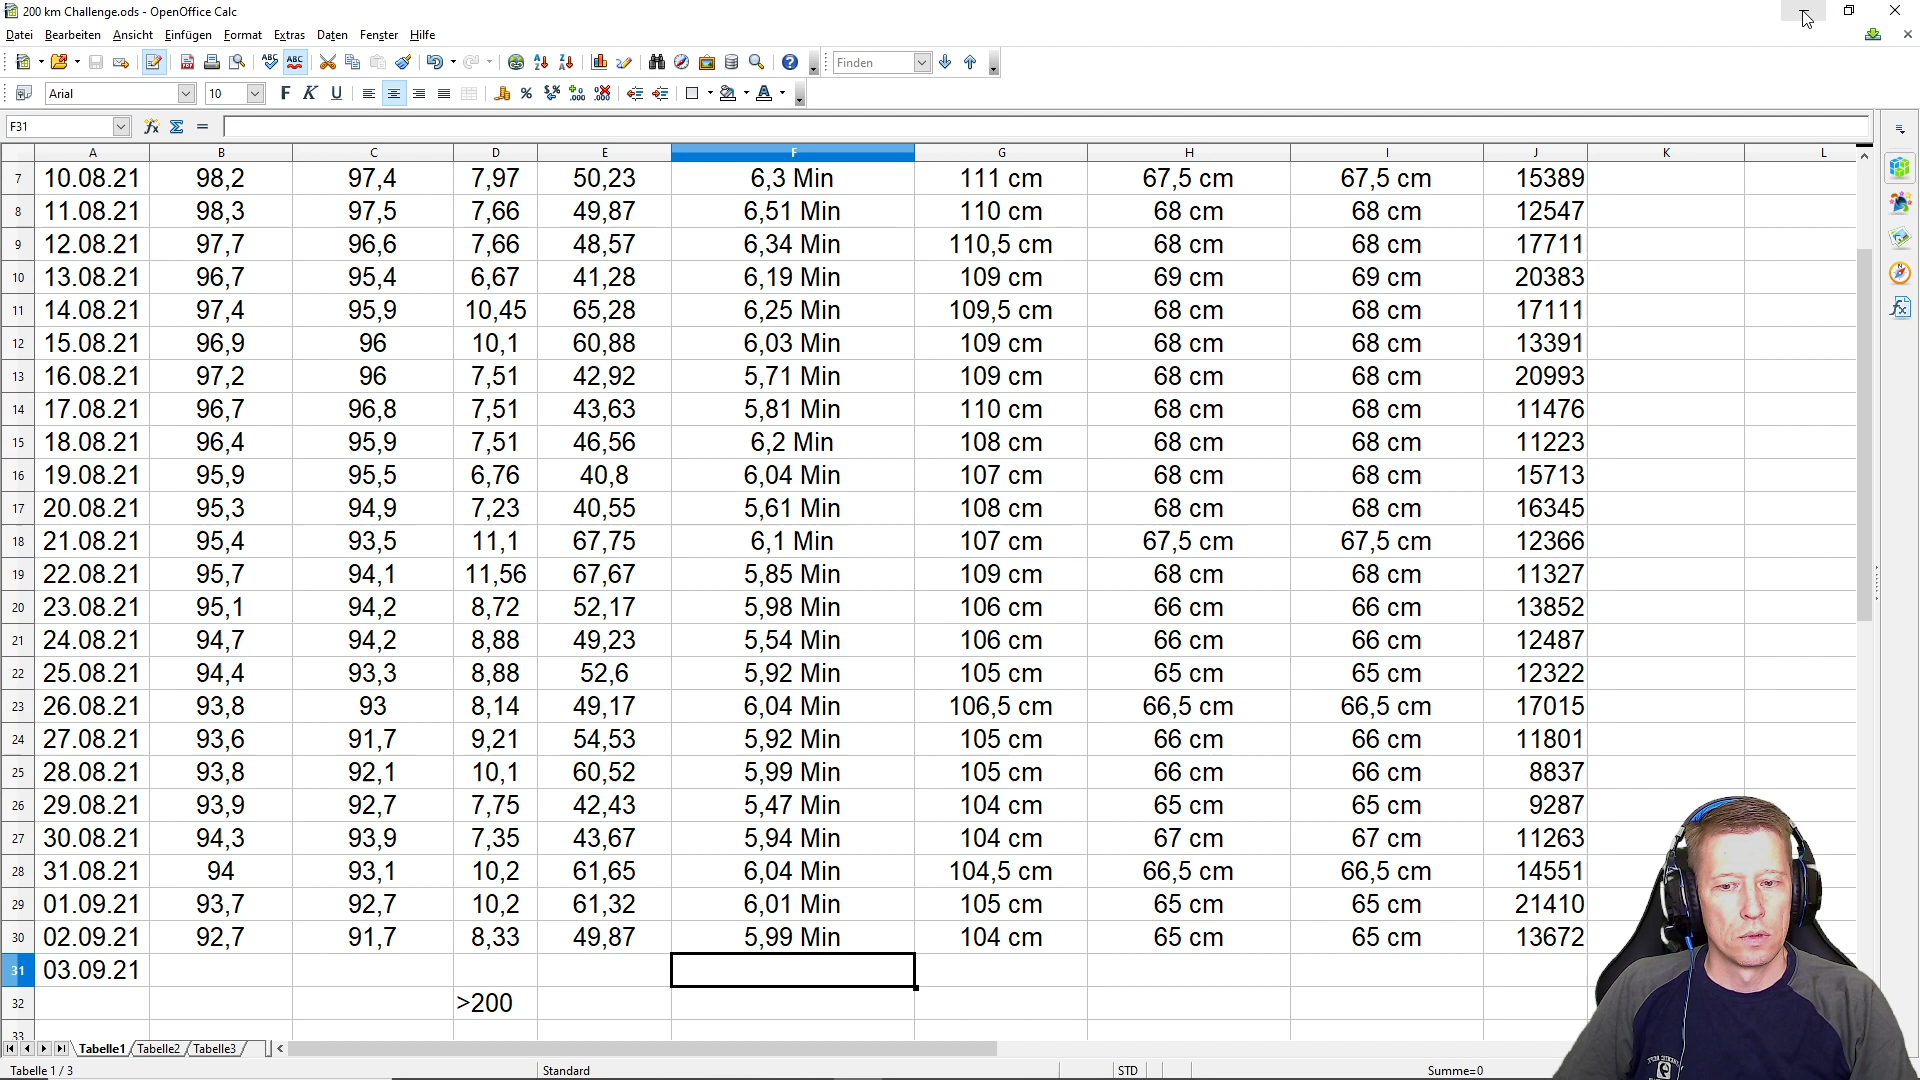 200 km Challenge.ods - OpenOffice Calc
Datei Bearbeiten Ansicht Einfügen Format Extras Daten Fenster Hilfe
Finden
Arial 10 F K U
F31
A B C D E F G H I J K L
7 10.08.21 98,2 97,4 7,97 50,23 6,3 Min 111 cm 67,5 cm 67,5 cm 15389
8 11.08.21 98,3 97,5 7,66 49,87 6,51 Min 110 cm 68 cm 68 cm 12547
9 12.08.21 97,7 96,6 7,66 48,57 6,34 Min 110,5 cm 68 cm 68 cm 17711
10 13.08.21 96,7 95,4 6,67 41,28 6,19 Min 109 cm 69 cm 69 cm 20383
11 14.08.21 97,4 95,9 10,45 65,28 6,25 Min 109,5 cm 68 cm 68 cm 17111
12 15.08.21 96,9 96 10,1 60,88 6,03 Min 109 cm 68 cm 68 cm 13391
13 16.08.21 97,2 96 7,51 42,92 5,71 Min 109 cm 68 cm 68 cm 20993
14 17.08.21 96,7 96,8 7,51 43,63 5,81 Min 110 cm 68 cm 68 cm 11476
15 18.08.21 96,4 95,9 7,51 46,56 6,2 Min 108 cm 68 cm 68 cm 11223
16 19.08.21 95,9 95,5 6,76 40,8 6,04 Min 107 cm 68 cm 68 cm 15713
17 20.08.21 95,3 94,9 7,23 40,55 5,61 Min 108 cm 68 cm 68 cm 16345
18 21.08.21 95,4 93,5 11,1 67,75 6,1 Min 107 cm 67,5 cm 67,5 cm 12366
19 22.08.21 95,7 94,1 11,56 67,67 5,85 Min 109 cm 68 cm 68 cm 11327
20 23.08.21 95,1 94,2 8,72 52,17 5,98 Min 106 cm 66 cm 66 cm 13852
21 24.08.21 94,7 94,2 8,88 49,23 5,54 Min 106 cm 66 cm 66 cm 12487
22 25.08.21 94,4 93,3 8,88 52,6 5,92 Min 105 cm 65 cm 65 cm 12322
23 26.08.21 93,8 93 8,14 49,17 6,04 Min 106,5 cm 66,5 cm 66,5 cm 17015
24 27.08.21 93,6 91,7 9,21 54,53 5,92 Min 105 cm 66 cm 66 cm 11801
25 28.08.21 93,8 92,1 10,1 60,52 5,99 Min 105 cm 66 cm 66 cm 8837
26 29.08.21 93,9 92,7 7,75 42,43 5,47 Min 104 cm 65 cm 65 cm 9287
27 30.08.21 94,3 93,9 7,35 43,67 5,94 Min 104 cm 67 cm 67 cm 11263
28 31.08.21 94 93,1 10,2 61,65 6,04 Min 104,5 cm 66,5 cm 66,5 cm 14551
29 01.09.21 93,7 92,7 10,2 61,32 6,01 Min 105 cm 65 cm 65 cm 21410
30 02.09.21 92,7 91,7 8,33 49,87 5,99 Min 104 cm 65 cm 65 cm 13672
31 03.09.21
32 >200
33
Tabelle1 Tabelle2 Tabelle3
Tabelle 1 / 3 Standard STD Summe=0